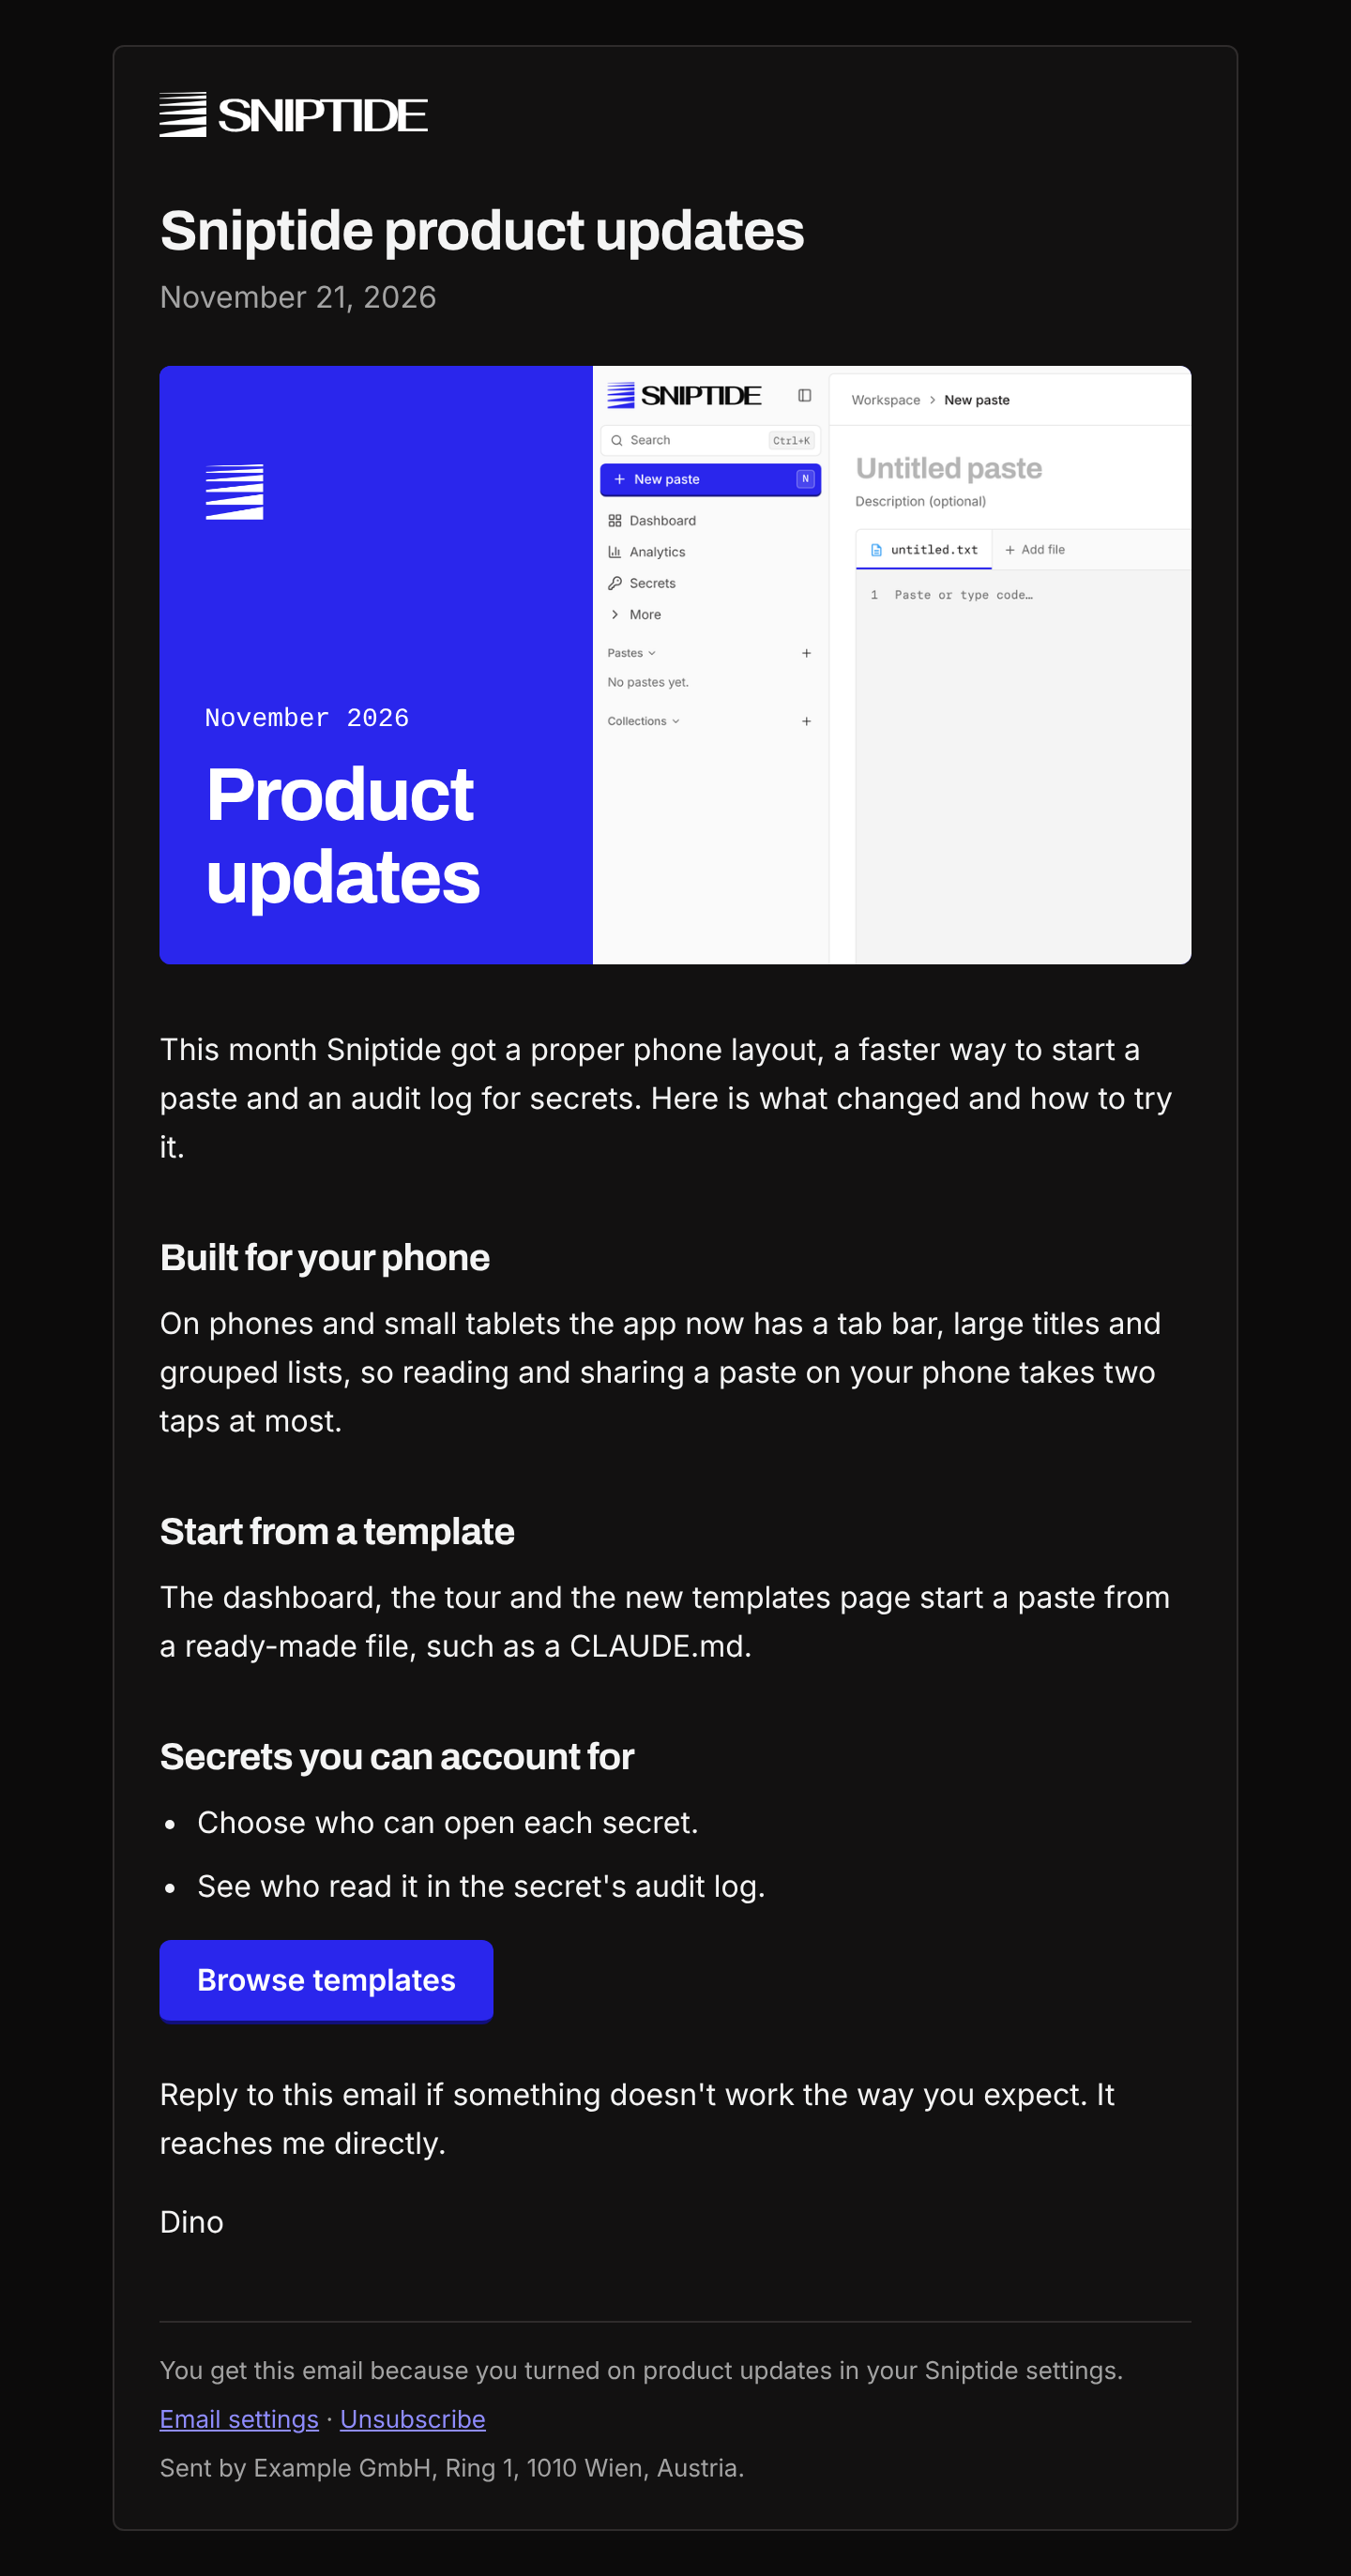 SNIPTIDE
Sniptide product updates
November 21, 2026
November 2026
Product
updates
SNIPTIDE
Search
Ctrl+K
New paste
N
Dashboard
Analytics
Secrets
More
Pastes
No pastes yet.
Collections
Workspace > New paste
Untitled paste
Description (optional)
untitled.txt
+ Add file
1 Paste or type code…
This month Sniptide got a proper phone layout, a faster way to start a
paste and an audit log for secrets. Here is what changed and how to try
it.
Built for your phone
On phones and small tablets the app now has a tab bar, large titles and
grouped lists, so reading and sharing a paste on your phone takes two
taps at most.
Start from a template
The dashboard, the tour and the new templates page start a paste from
a ready-made file, such as a CLAUDE.md.
Secrets you can account for
• Choose who can open each secret.
• See who read it in the secret's audit log.
Browse templates
Reply to this email if something doesn't work the way you expect. It
reaches me directly.
Dino
You get this email because you turned on product updates in your Sniptide settings.
Email settings · Unsubscribe
Sent by Example GmbH, Ring 1, 1010 Wien, Austria.